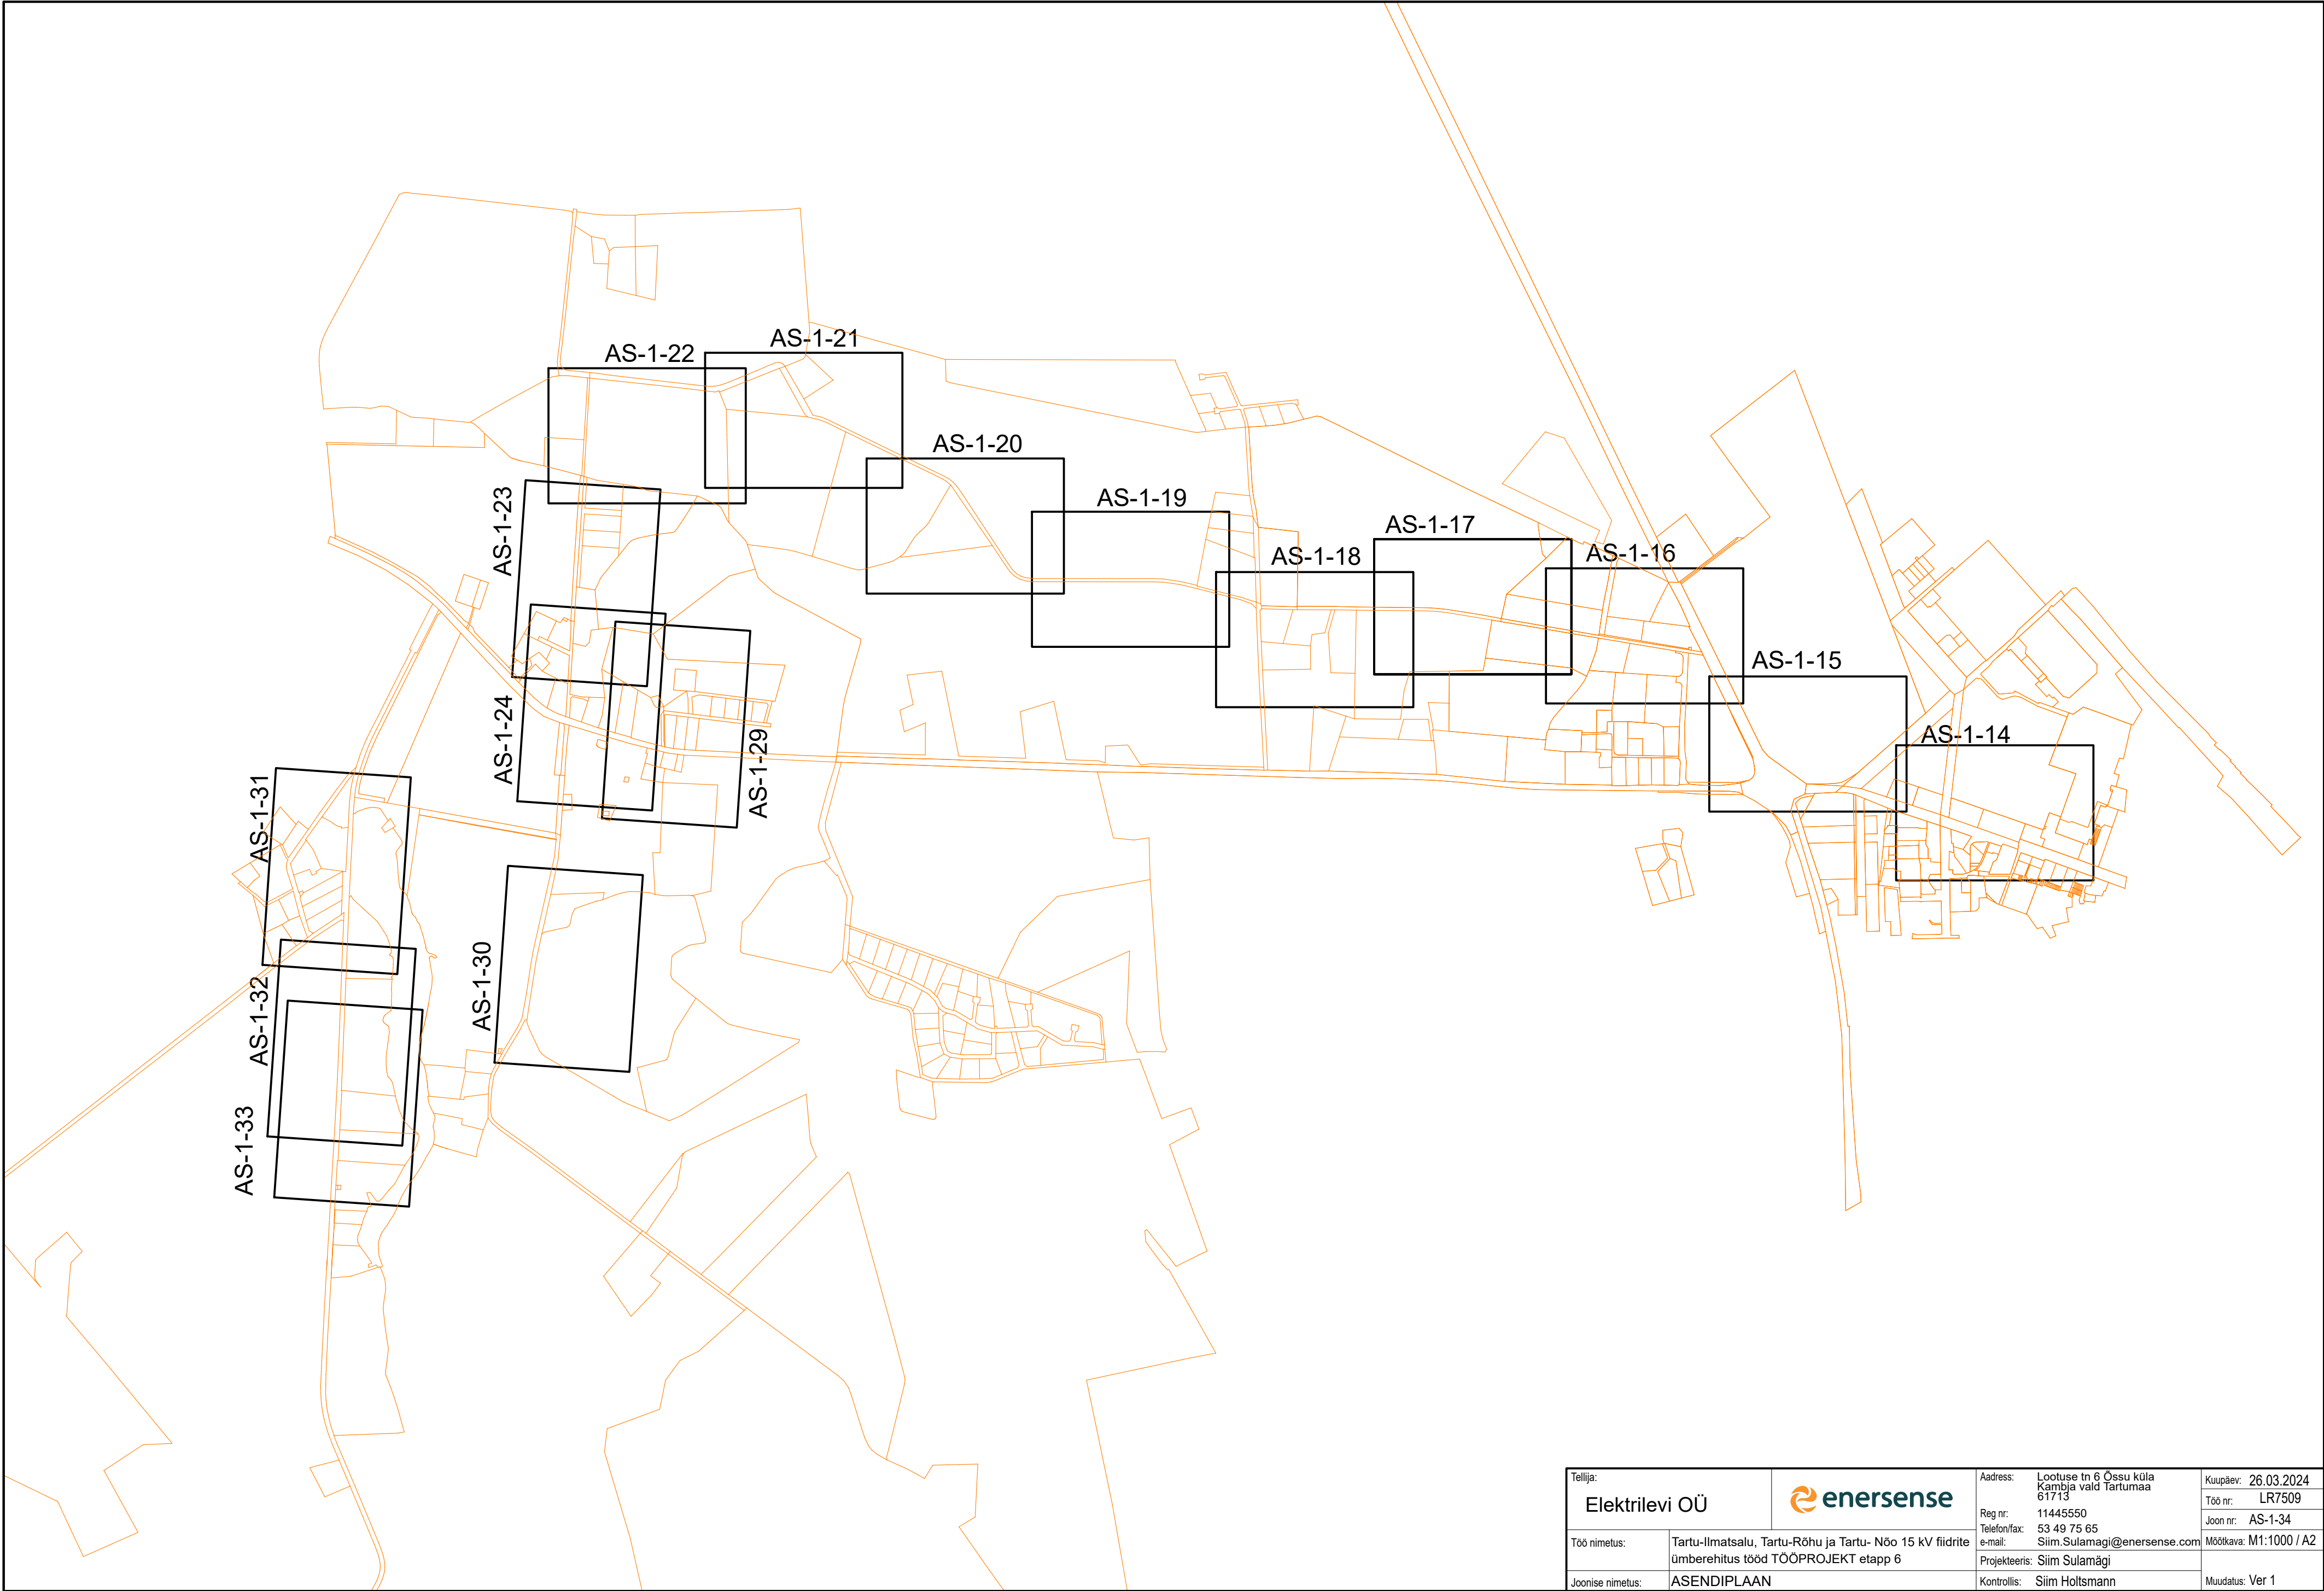 AS-1-21
AS-1-22
AS-1-20
AS-1-19
AS-1-17
AS-1-18
AS-1-16
AS-1-15
AS-1-14
AS-1-23
AS-1-24
AS-1-29
AS-1-31
AS-1-30
AS-1-32
AS-1-33
Tellija:
Elektrilevi OÜ
enersense
Aadress: Lootuse tn 6 Õssu küla
Kambja vald Tartumaa
61713
Reg nr: 11445550
Telefon/fax: 53 49 75 65
e-mail: Siim.Sulamagi@enersense.com
Kuupäev: 26.03.2024
Töö nr: LR7509
Joon nr: AS-1-34
Mõõtkava: M1:1000 / A2
Töö nimetus: Tartu-Ilmatsalu, Tartu-Rõhu ja Tartu- Nõo 15 kV fiidrite
ümberehitus tööd TÖÖPROJEKT etapp 6
Projekteeris: Siim Sulamägi
Joonise nimetus: ASENDIPLAAN
Kontrollis: Siim Holtsmann
Muudatus: Ver 1